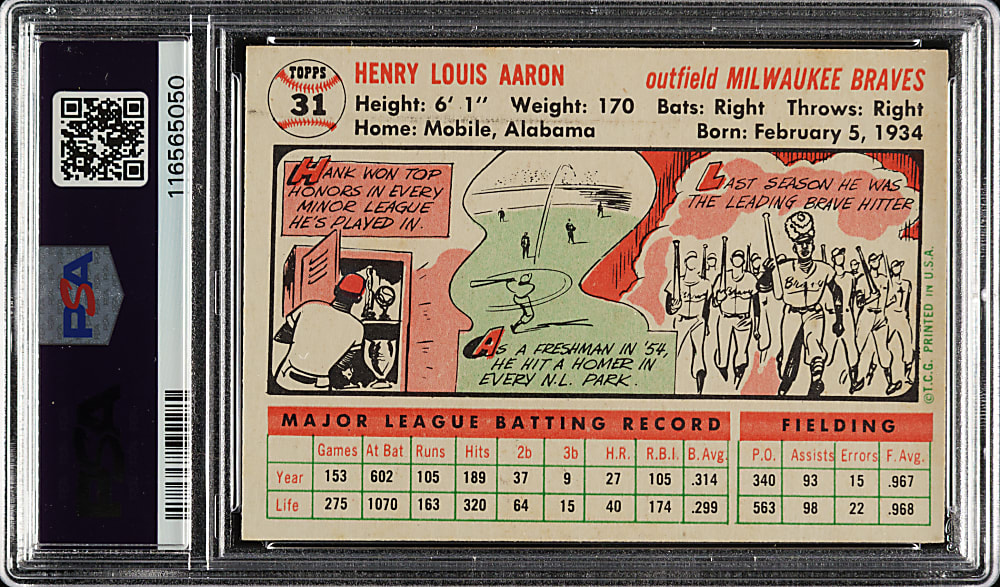 116565050
PSA
PSA
TOPPS
31
HENRY LOUIS AARON
outfield MILWAUKEE BRAVES
Height: 6' 1" Weight: 170 Bats: Right Throws: Right
Home: Mobile, Alabama Born: February 5, 1934
HANK WON TOP
HONORS IN EVERY
MINOR LEAGUE
HE'S PLAYED IN.
AS A FRESHMAN IN '54,
HE HIT A HOMER IN
EVERY N.L. PARK.
LAST SEASON HE WAS
THE LEADING BRAVE HITTER
Braves
©T.C.G. PRINTED IN U.S.A.
MAJOR LEAGUE BATTING RECORD FIELDING
Games At Bat Runs Hits 2b 3b H.R. R.B.I. B.Avg. P.O. Assists Errors F. Avg.
Year 153 602 105 189 37 9 27 105 .314 340 93 15 .967
Life 275 1070 163 320 64 15 40 174 .299 563 98 22 .968